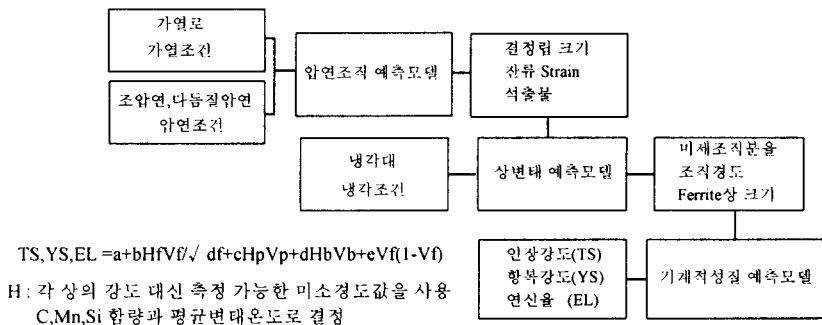 가열로
가열조건
조압연,다듬질압연
압연조건
압연조직 예측모델
결정립 크기
잔류 Strain
석출물
냉각대
냉각조건
상변태 예측모델
미세조직분율
조직경도
Ferrite상 크기
TS,YS,EL =a+bHfVf/√ df+cHpVp+dHbVb+eVf(1-Vf)
H : 각 상의 강도 대신 측정 가능한 미소경도값을 사용
C,Mn,Si 함량과 평균변태온도로 결정
인장강도(TS)
항복강도(YS)
연신율 (EL)
기계적성질 예측모델